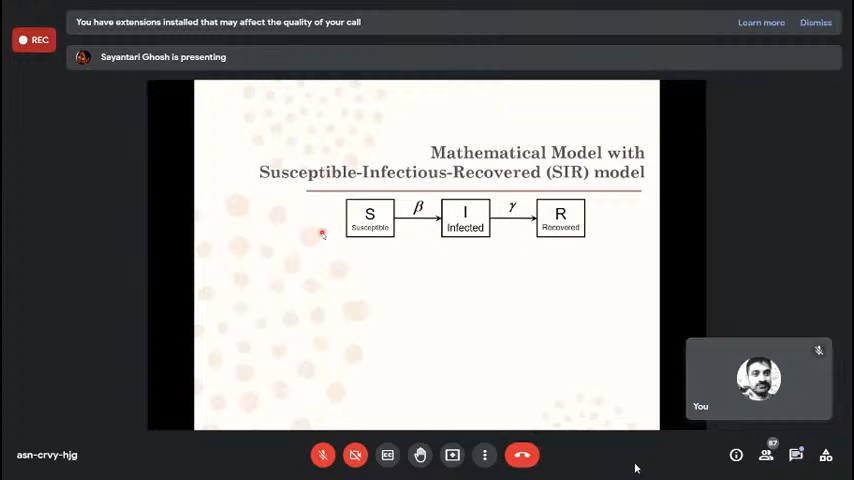 You have extensions installed that may affect the quality of your call
Learn more
Dismiss
REC
Sayantari Ghosh is presenting
Mathematical Model with
Susceptible-Infectious-Recovered (SIR) model
S
Susceptible
β
I
Infected
γ
R
Recovered
You
asn-crvy-hjg
87